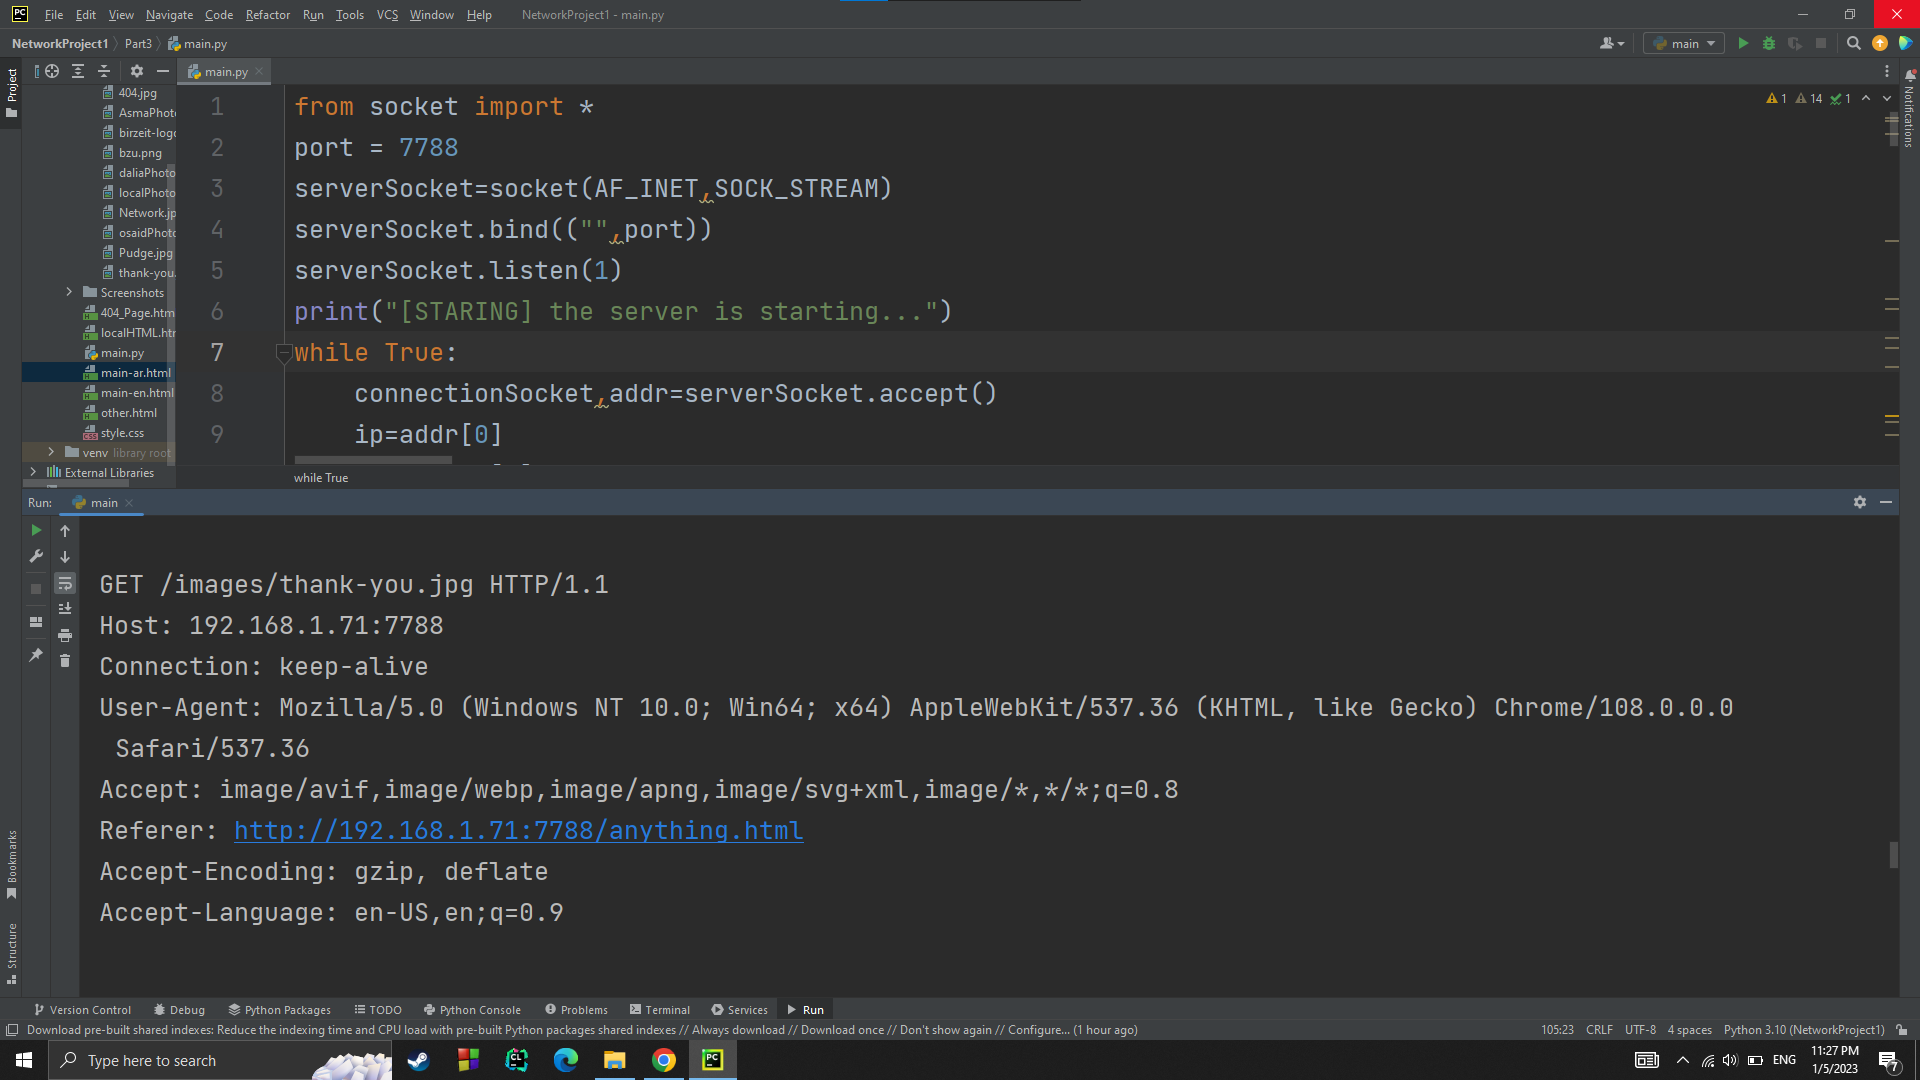 File Edit View Navigate Code Refactor Run Tools VCS Window Help NetworkProject1 - main.py
NetworkProject1 Part3 main.py
main
Project
main.py
404.jpg
AsmaPhoto
birzeit-logo
bzu.png
daliaPhoto
localPhoto
Network.jp
osaidPhoto
Pudge.jpg
thank-you.
Screenshots
404_Page.htm
localHTML.htm
main.py
main-ar.html
main-en.html
other.html
style.css
venv library root
External Libraries
1 from socket import *
2 port = 7788
3 serverSocket=socket(AF_INET,SOCK_STREAM)
4 serverSocket.bind(("",port))
5 serverSocket.listen(1)
6 print("[STARING] the server is starting...")
7 while True:
8 connectionSocket,addr=serverSocket.accept()
9 ip=addr[0]
1 14 1
Notifications
while True
Run: main
GET /images/thank-you.jpg HTTP/1.1
Host: 192.168.1.71:7788
Connection: keep-alive
User-Agent: Mozilla/5.0 (Windows NT 10.0; Win64; x64) AppleWebKit/537.36 (KHTML, like Gecko) Chrome/108.0.0.0
Safari/537.36
Accept: image/avif,image/webp,image/apng,image/svg+xml,image/*,*/*;q=0.8
Referer: http://192.168.1.71:7788/anything.html
Accept-Encoding: gzip, deflate
Accept-Language: en-US,en;q=0.9
Bookmarks
Structure
Version Control Debug Python Packages TODO Python Console Problems Terminal Services Run
Download pre-built shared indexes: Reduce the indexing time and CPU load with pre-built Python packages shared indexes // Always download // Download once // Don't show again // Configure... (1 hour ago)
105:23 CRLF UTF-8 4 spaces Python 3.10 (NetworkProject1)
Type here to search
ENG
11:27 PM
1/5/2023
7